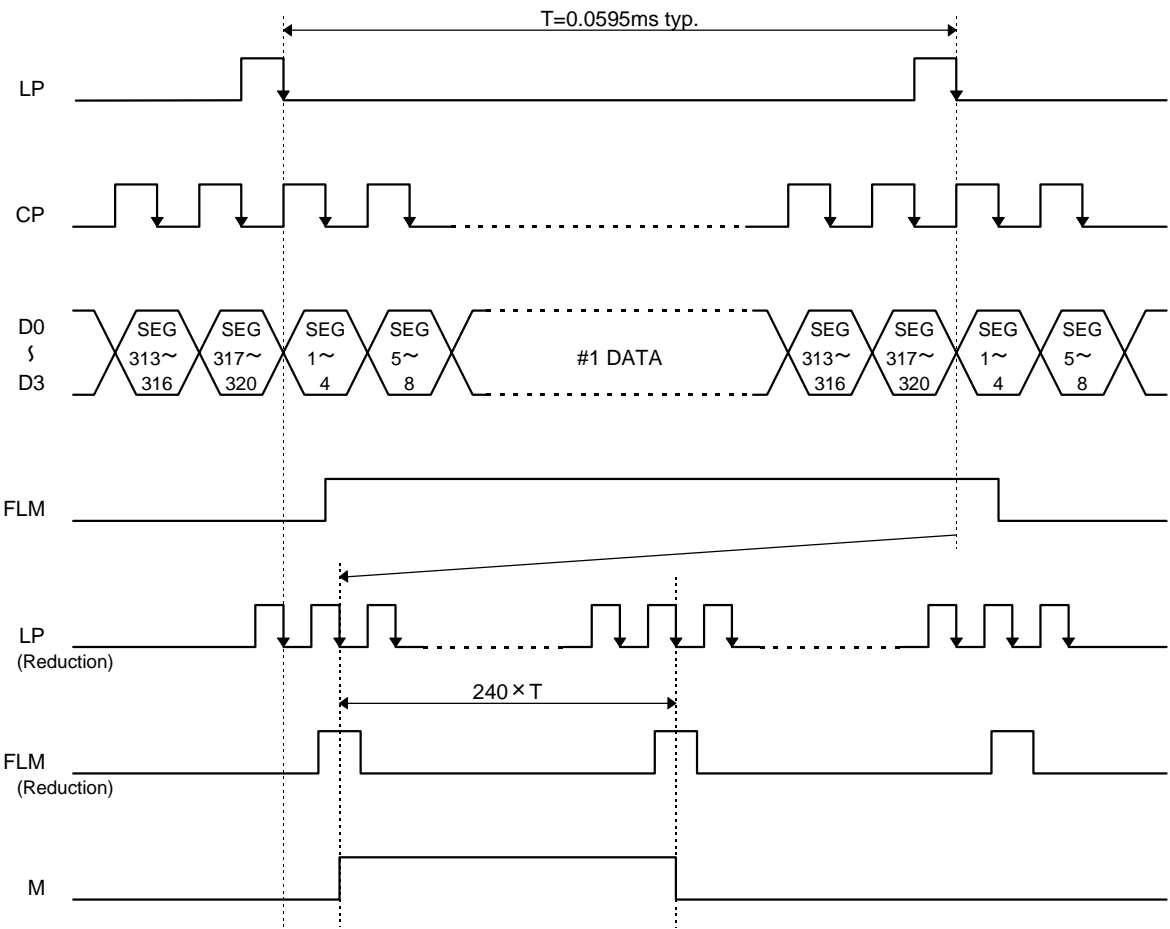 T=0.0595ms typ.
LP
CP
D0
~
D3
SEG
313~
316
SEG
317~
320
SEG
1~
4
SEG
5~
8
#1 DATA
SEG
313~
316
SEG
317~
320
SEG
1~
4
SEG
5~
8
FLM
LP
(Reduction)
240×T
FLM
(Reduction)
M